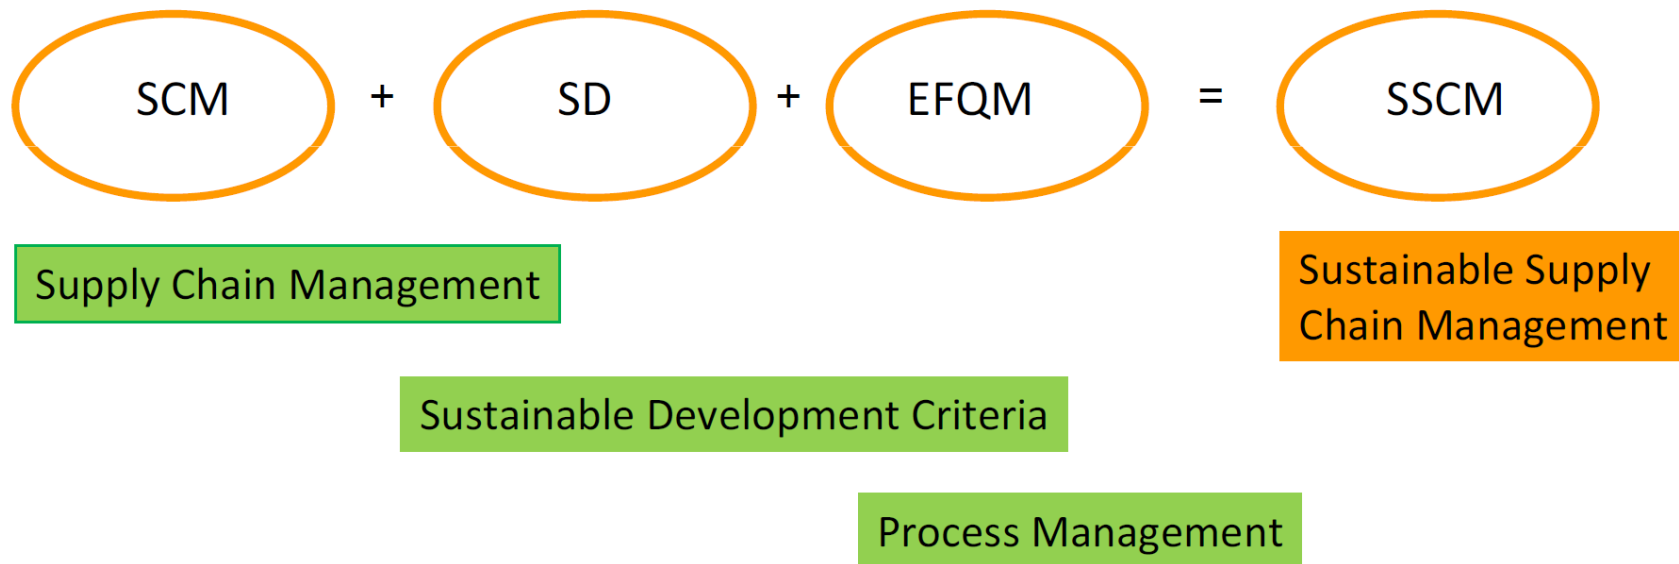 SCM + SD + EFQM = SSCM
Supply Chain Management
Sustainable Supply
Chain Management
Sustainable Development Criteria
Process Management